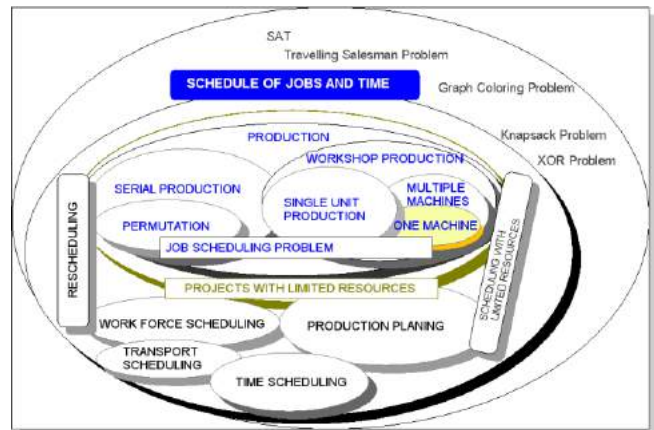 SAT
Travelling Salesman Problem
SCHEDULE OF JOBS AND TIME
Graph Coloring Problem
PRODUCTION
Knapsack Problem
WORKSHOP PRODUCTION
XOR Problem
SERIAL PRODUCTION
SINGLE UNIT
PRODUCTION
MULTIPLE
MACHINES
PERMUTATION
ONE MACHINE
JOB SCHEDULING PROBLEM
RESCHEDULING
SCHEDULING WITH
LIMITED RESOURCES
PROJECTS WITH LIMITED RESOURCES
WORK FORCE SCHEDULING
PRODUCTION PLANING
TRANSPORT
SCHEDULING
TIME SCHEDULING